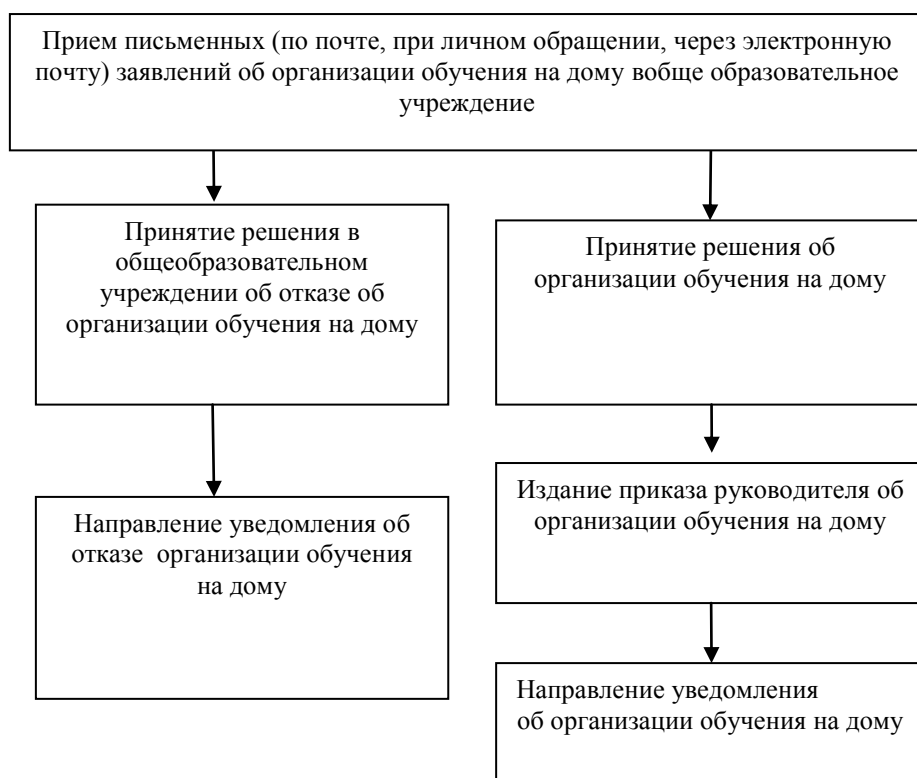 Прием письменных (по почте, при личном обращении, через электронную
почту) заявлений об организации обучения на дому вобще образовательное
учреждение
Принятие решения в
общеобразовательном
учреждении об отказе об
организации обучения на дому
Принятие решения об
организации обучения на дому
Издание приказа руководителя об
организации обучения на дому
Направление уведомления об
отказе организации обучения
на дому
Направление уведомления
об организации обучения на дому